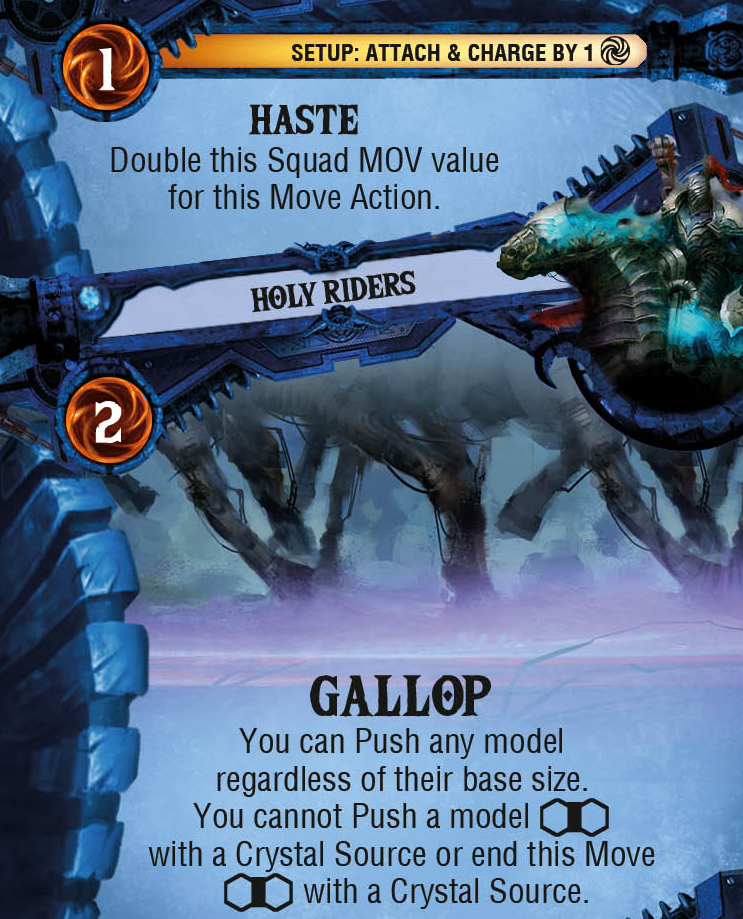 1
SETUP: ATTACH & CHARGE BY 1
HASTE
Double this Squad MOV value
for this Move Action.
HOLY RIDERS
2
GALLOP
You can Push any model
regardless of their base size.
You cannot Push a model
with a Crystal Source or end this Move
with a Crystal Source.